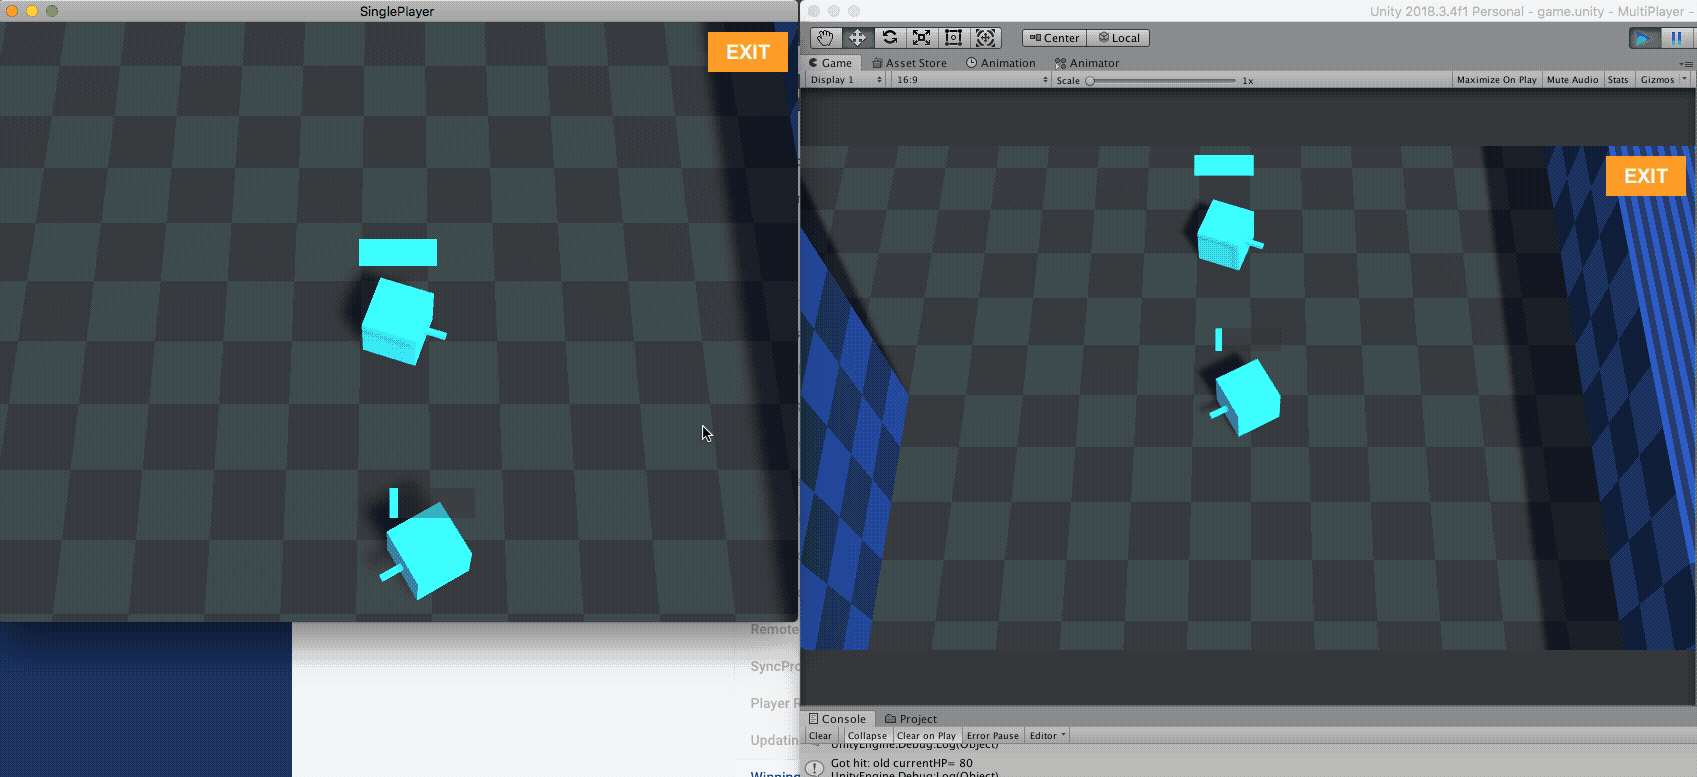 SinglePlayer
EXIT
Unity 2018.3.4f1 Personal - game.unity - MultiPlayer -
Center Local
Game Asset Store Animation Animator
Display 1 16:9 Scale 1x Maximize On Play Mute Audio Stats Gizmos
EXIT
Remote
SyncPro
Player R
Updatin
Winning
Console Project
Clear Collapse Clear on Play Error Pause Editor
UnityEngine.Debug:Log(Object)
Got hit: old currentHP= 80
UnityEngine.Debug:Log(Object)